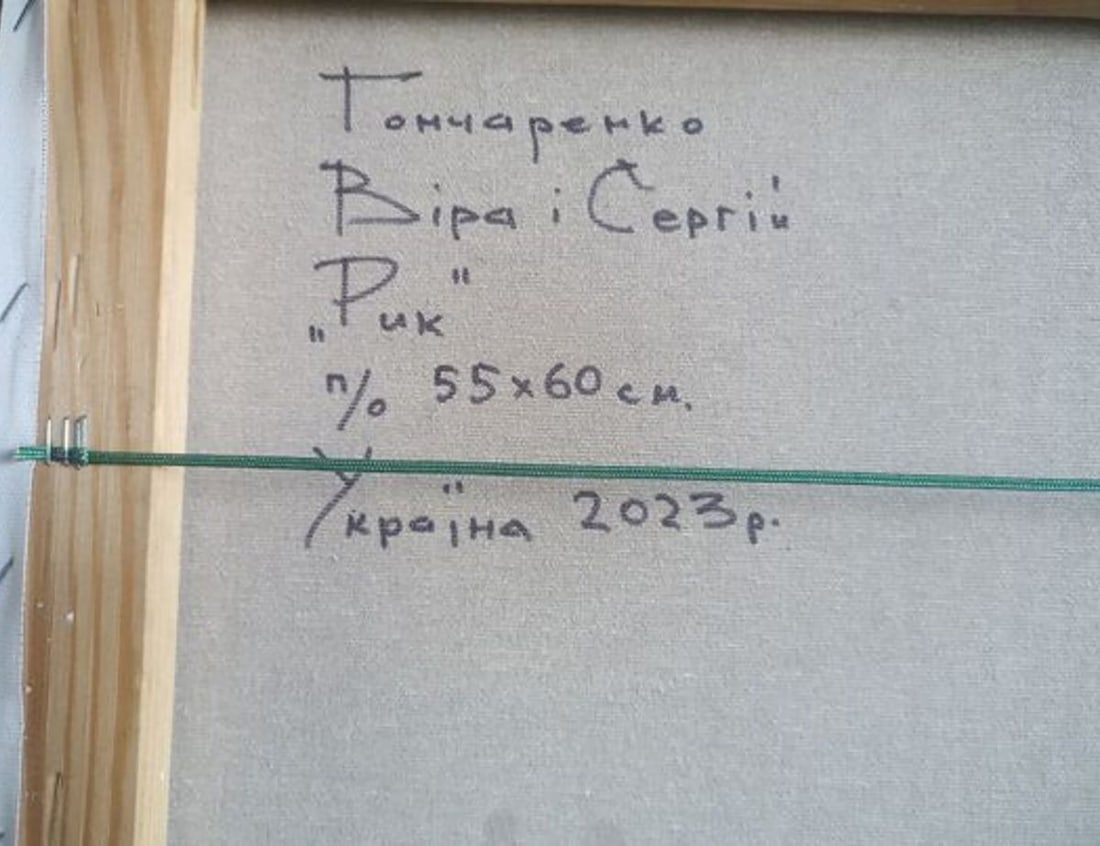 Гончаренко
Віра і Сергій
„Рик"
п/о 55х60 см.
Україна 2023р.